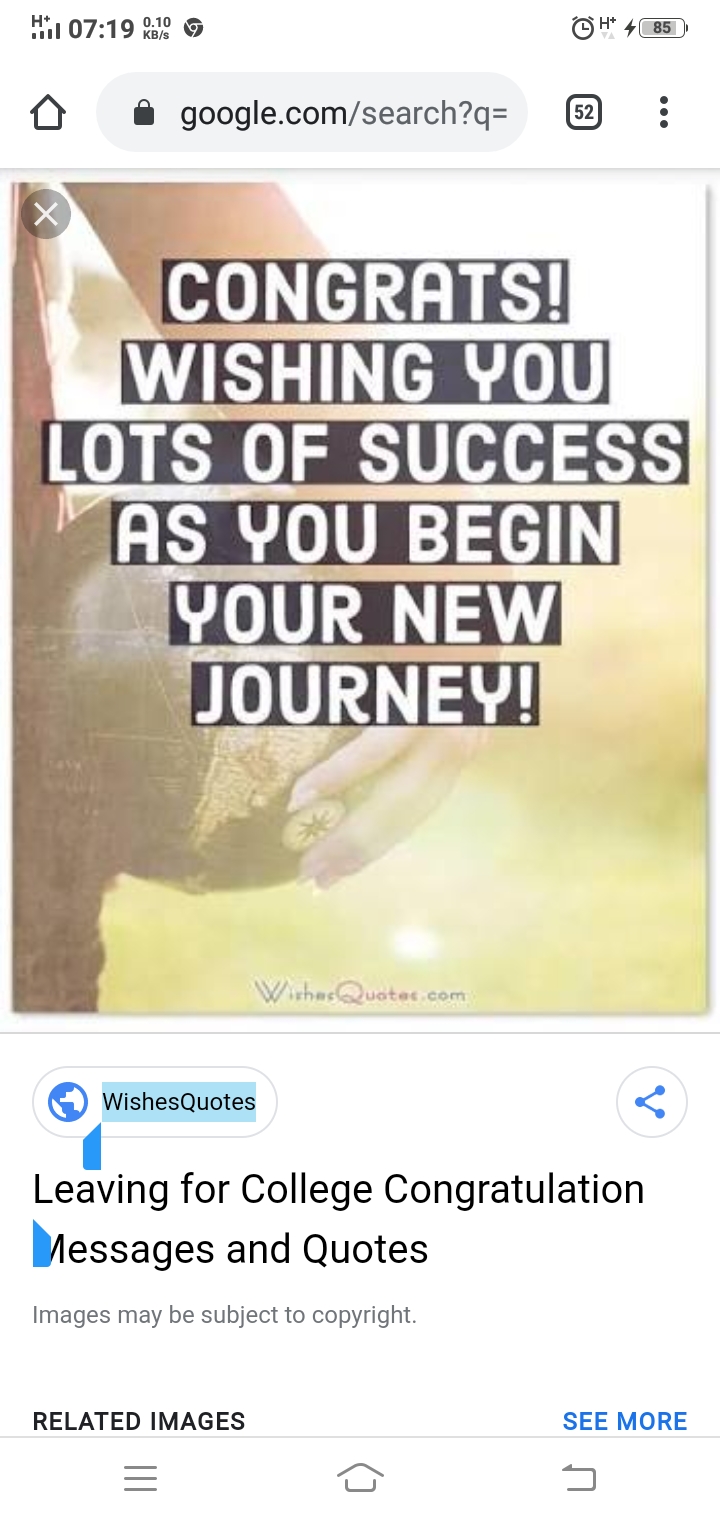 H+ 07:19 0.10 KB/s H+ 85
google.com/search?q=
52
CONGRATS!
WISHING YOU
LOTS OF SUCCESS
AS YOU BEGIN
YOUR NEW
JOURNEY!
WishesQuotes.com
WishesQuotes
Leaving for College Congratulation
Messages and Quotes
Images may be subject to copyright.
RELATED IMAGES SEE MORE